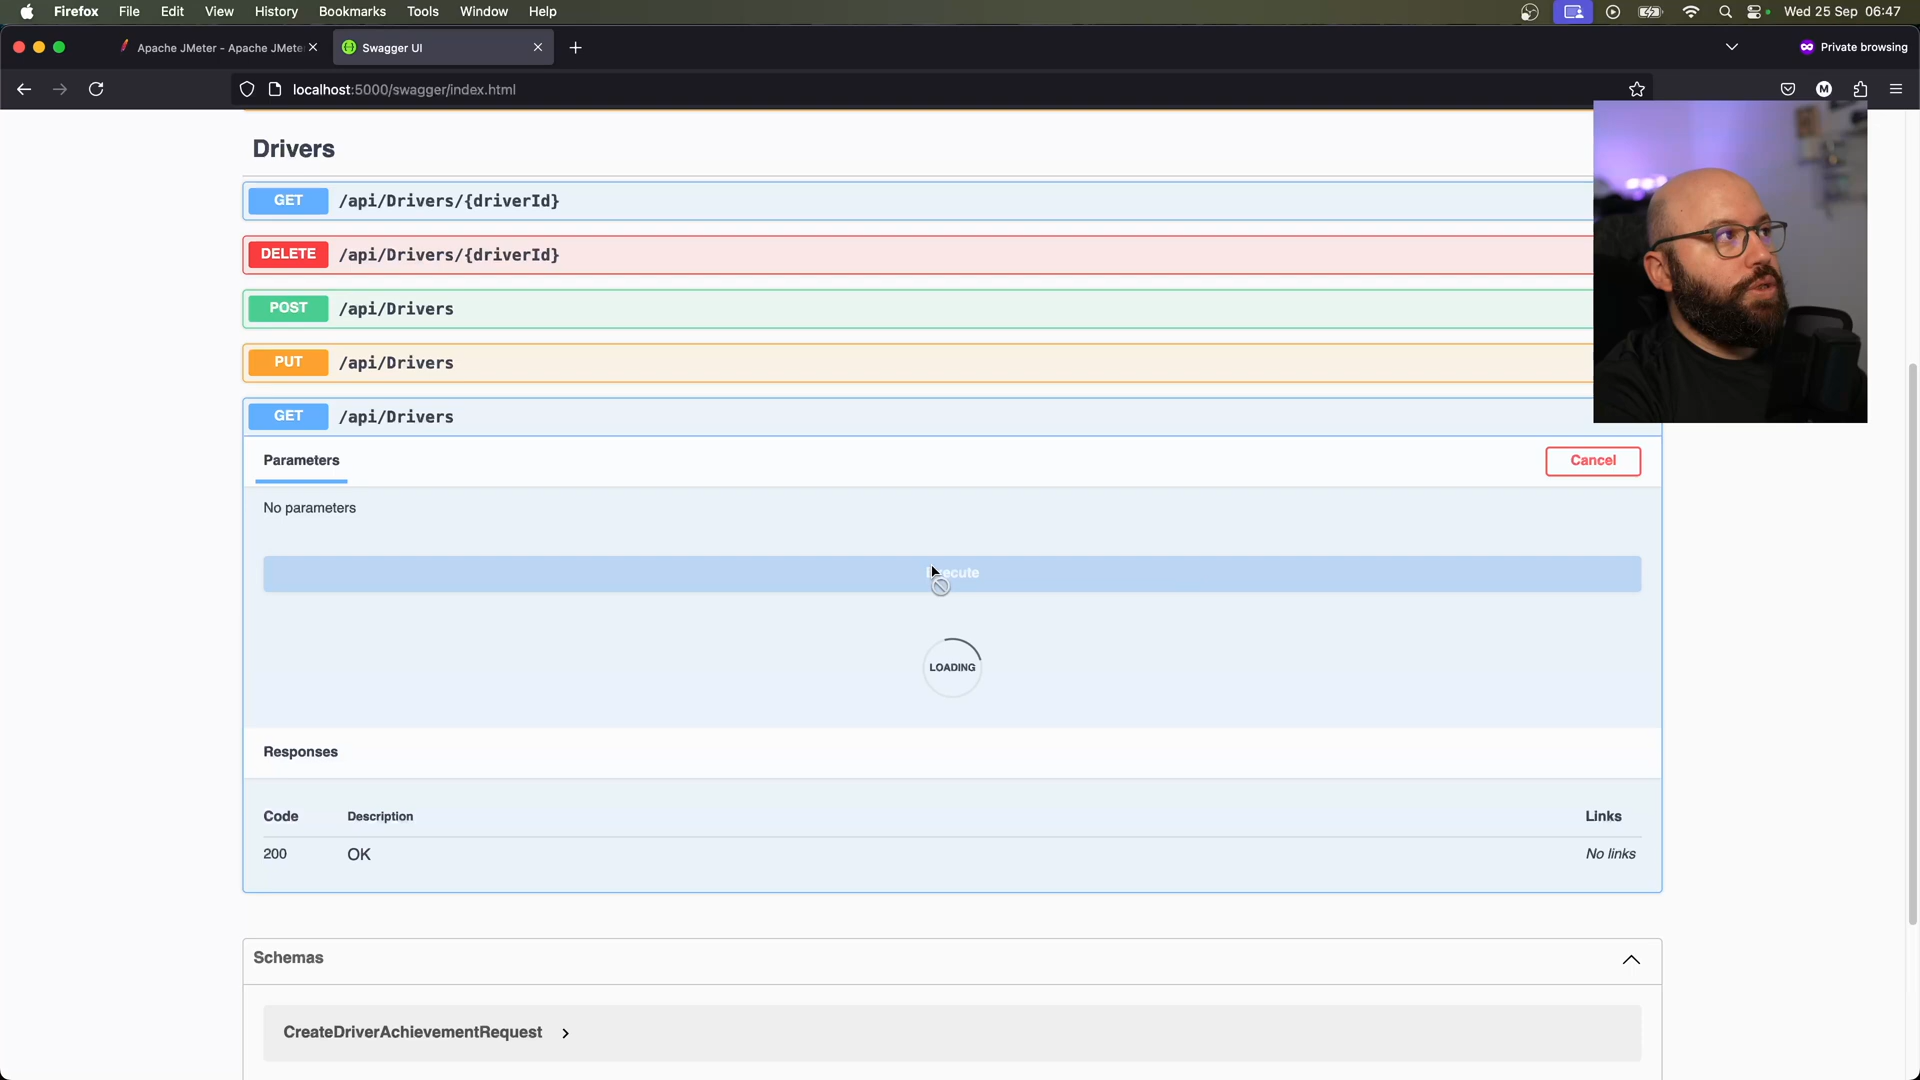 Firefox File Edit View History Bookmarks Tools Window Help Wed 25 Sep 06:47
Apache JMeter - Apache JMete Swagger UI Private browsing
localhost:5000/swagger/index.html M
Drivers
GET /api/Drivers/{driverId}
DELETE /api/Drivers/{driverId}
POST /api/Drivers
PUT /api/Drivers
GET /api/Drivers
Parameters Cancel
No parameters
LOADING
Responses
Code Description Links
200 OK No links
Schemas
CreateDriverAchievementRequest